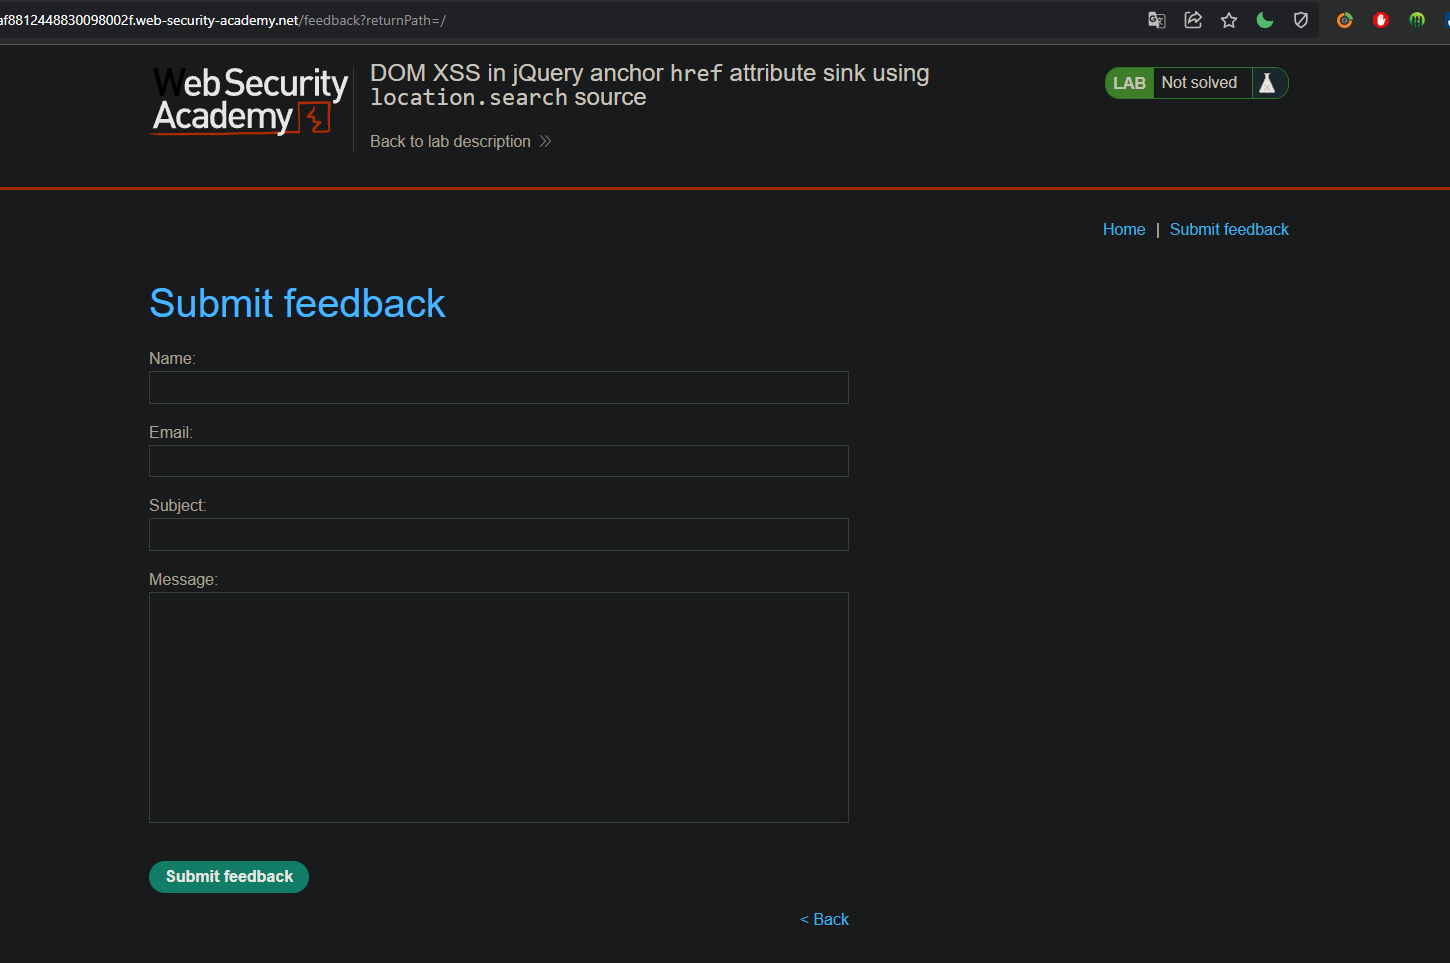 af8812448830098002f.web-security-academy.net/feedback?returnPath=/
Web Security
Academy
DOM XSS in jQuery anchor href attribute sink using
location.search source
Back to lab description
LAB Not solved
Home | Submit feedback
Submit feedback
Name:
Email:
Subject:
Message:
Submit feedback
< Back